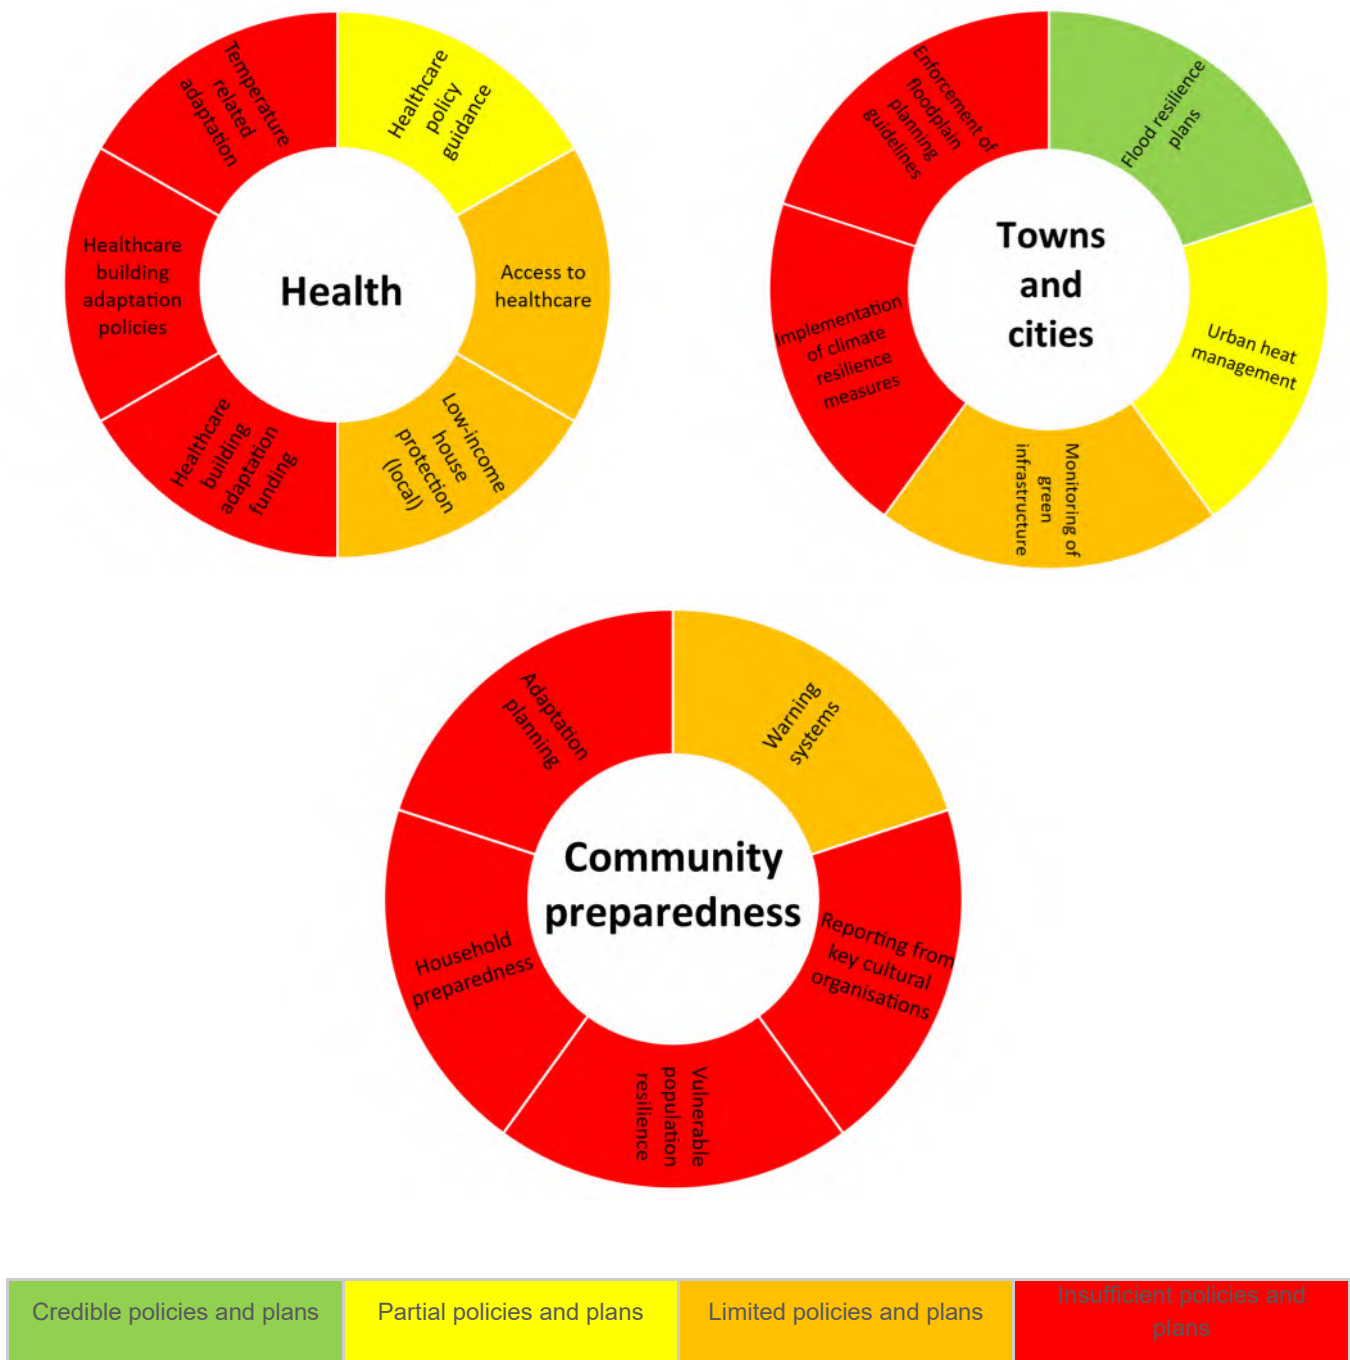 Temperature
related
adaptation
Healthcare
policy
guidance
Healthcare
building
adaptation
policies
Health
Access to
healthcare
Healthcare
building
adaptation
funding
Low-income
house
protection
(local)
Enforcement of
floodplain
planning
guidelines
Flood resilience
plans
Towns
and
cities
Implementation
of climate
resilience
measures
Urban heat
management
Monitoring of
green
infrastructure
Adaptation
planning
Warning
systems
Community
preparedness
Household
preparedness
Reporting from
key cultural
organisations
Vulnerable
population
resilience
Credible policies and plans
Partial policies and plans
Limited policies and plans
Insufficient policies and
plans